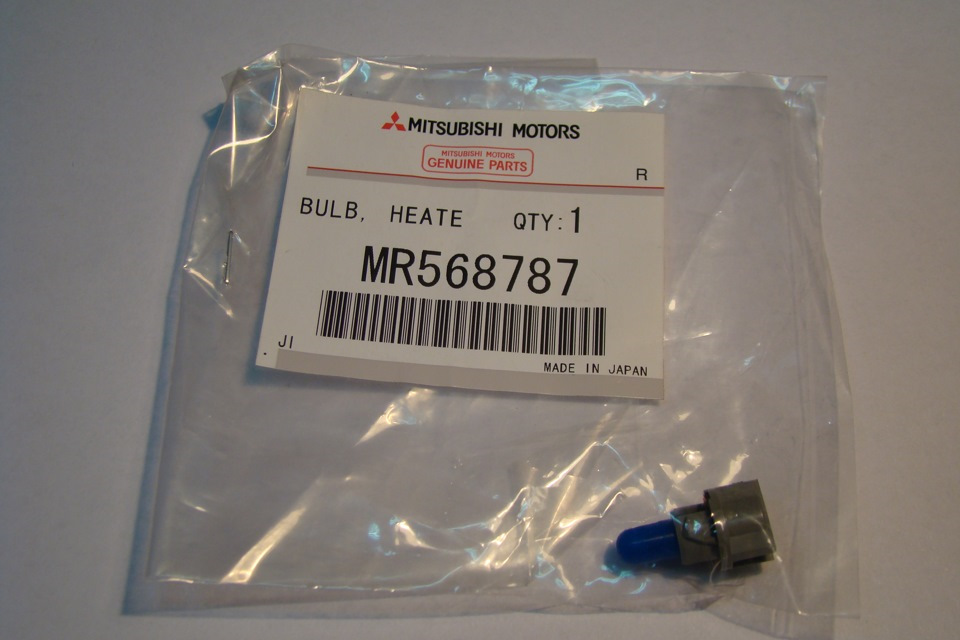 MITSUBISHI MOTORS
MITSUBISHI MOTORS
GENUINE PARTS
R
BULB, HEATE QTY:1
MR568787
JI
MADE IN JAPAN